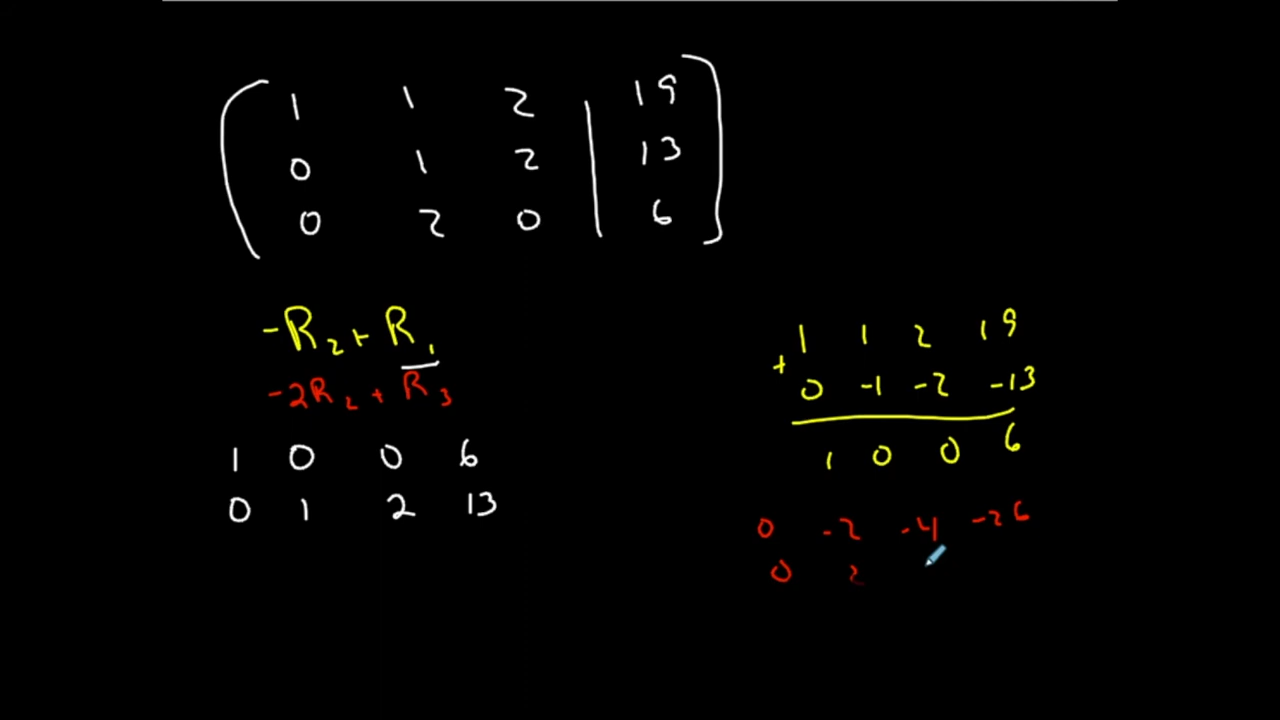 1 1 2 | 19
0 1 2 | 13
0 2 0 | 6
-R₂ + R₁
-2R₂ + R₃
1 0 0 6
0 1 2 13
1 1 2 19
+ 0 -1 -2 -13
1 0 0 6
0 -2 -4 -26
0 2